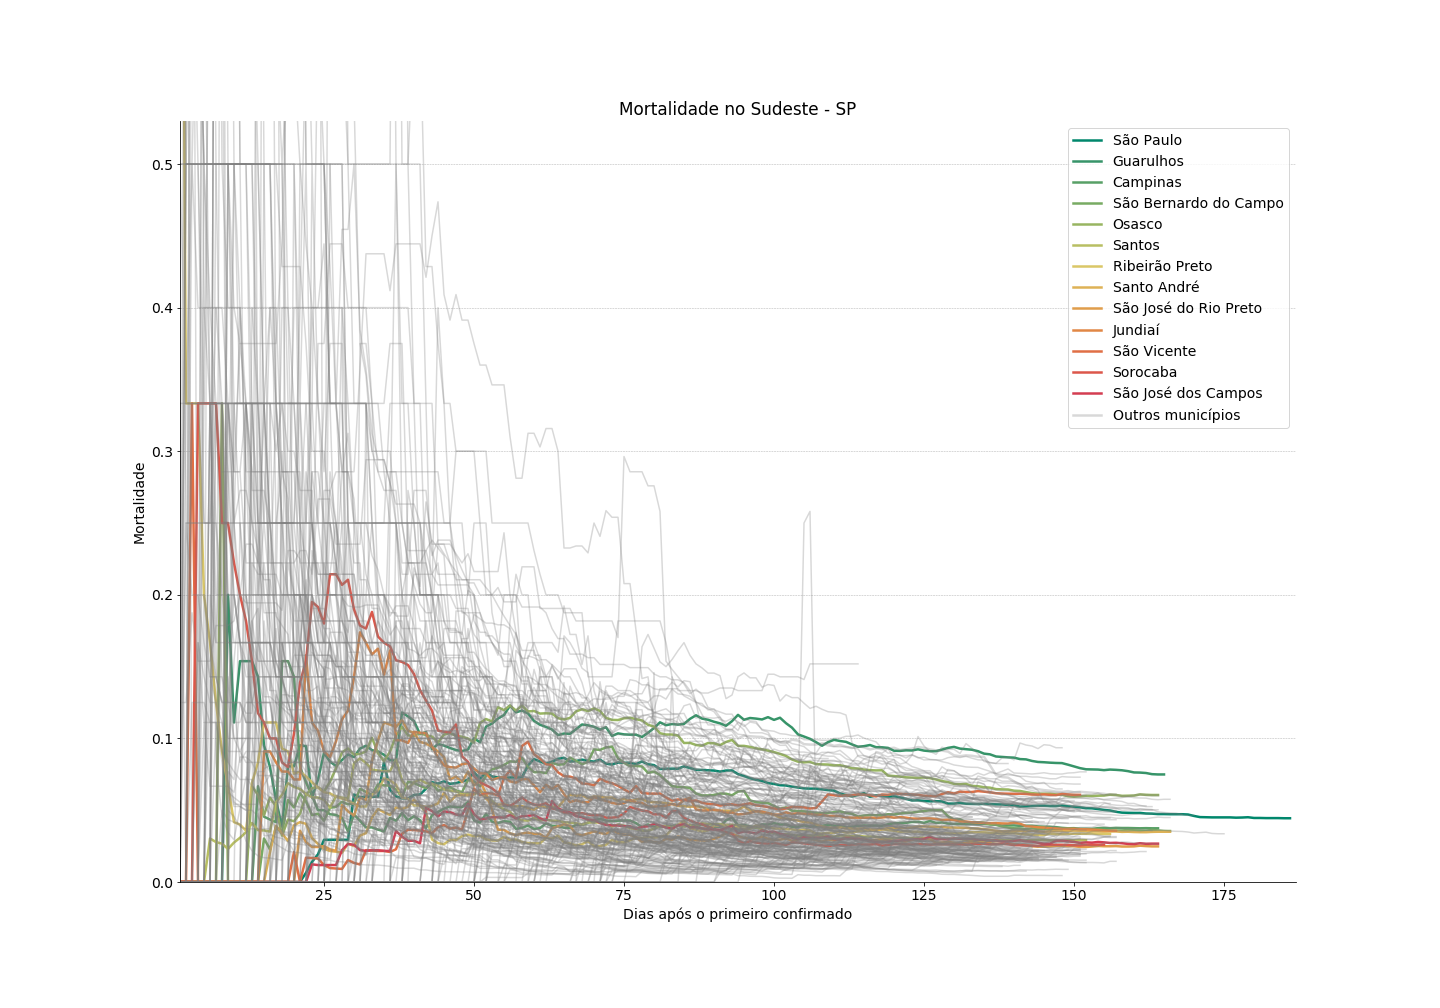 Mortalidade no Sudeste - SP
São Paulo
Guarulhos
Campinas
São Bernardo do Campo
Osasco
Santos
Ribeirão Preto
Santo André
São José do Rio Preto
Jundiaí
São Vicente
Sorocaba
São José dos Campos
Outros municípios
0.5
0.4
0.3
0.2
0.1
0.0
Mortalidade
25
50
75
100
125
150
175
Dias após o primeiro confirmado